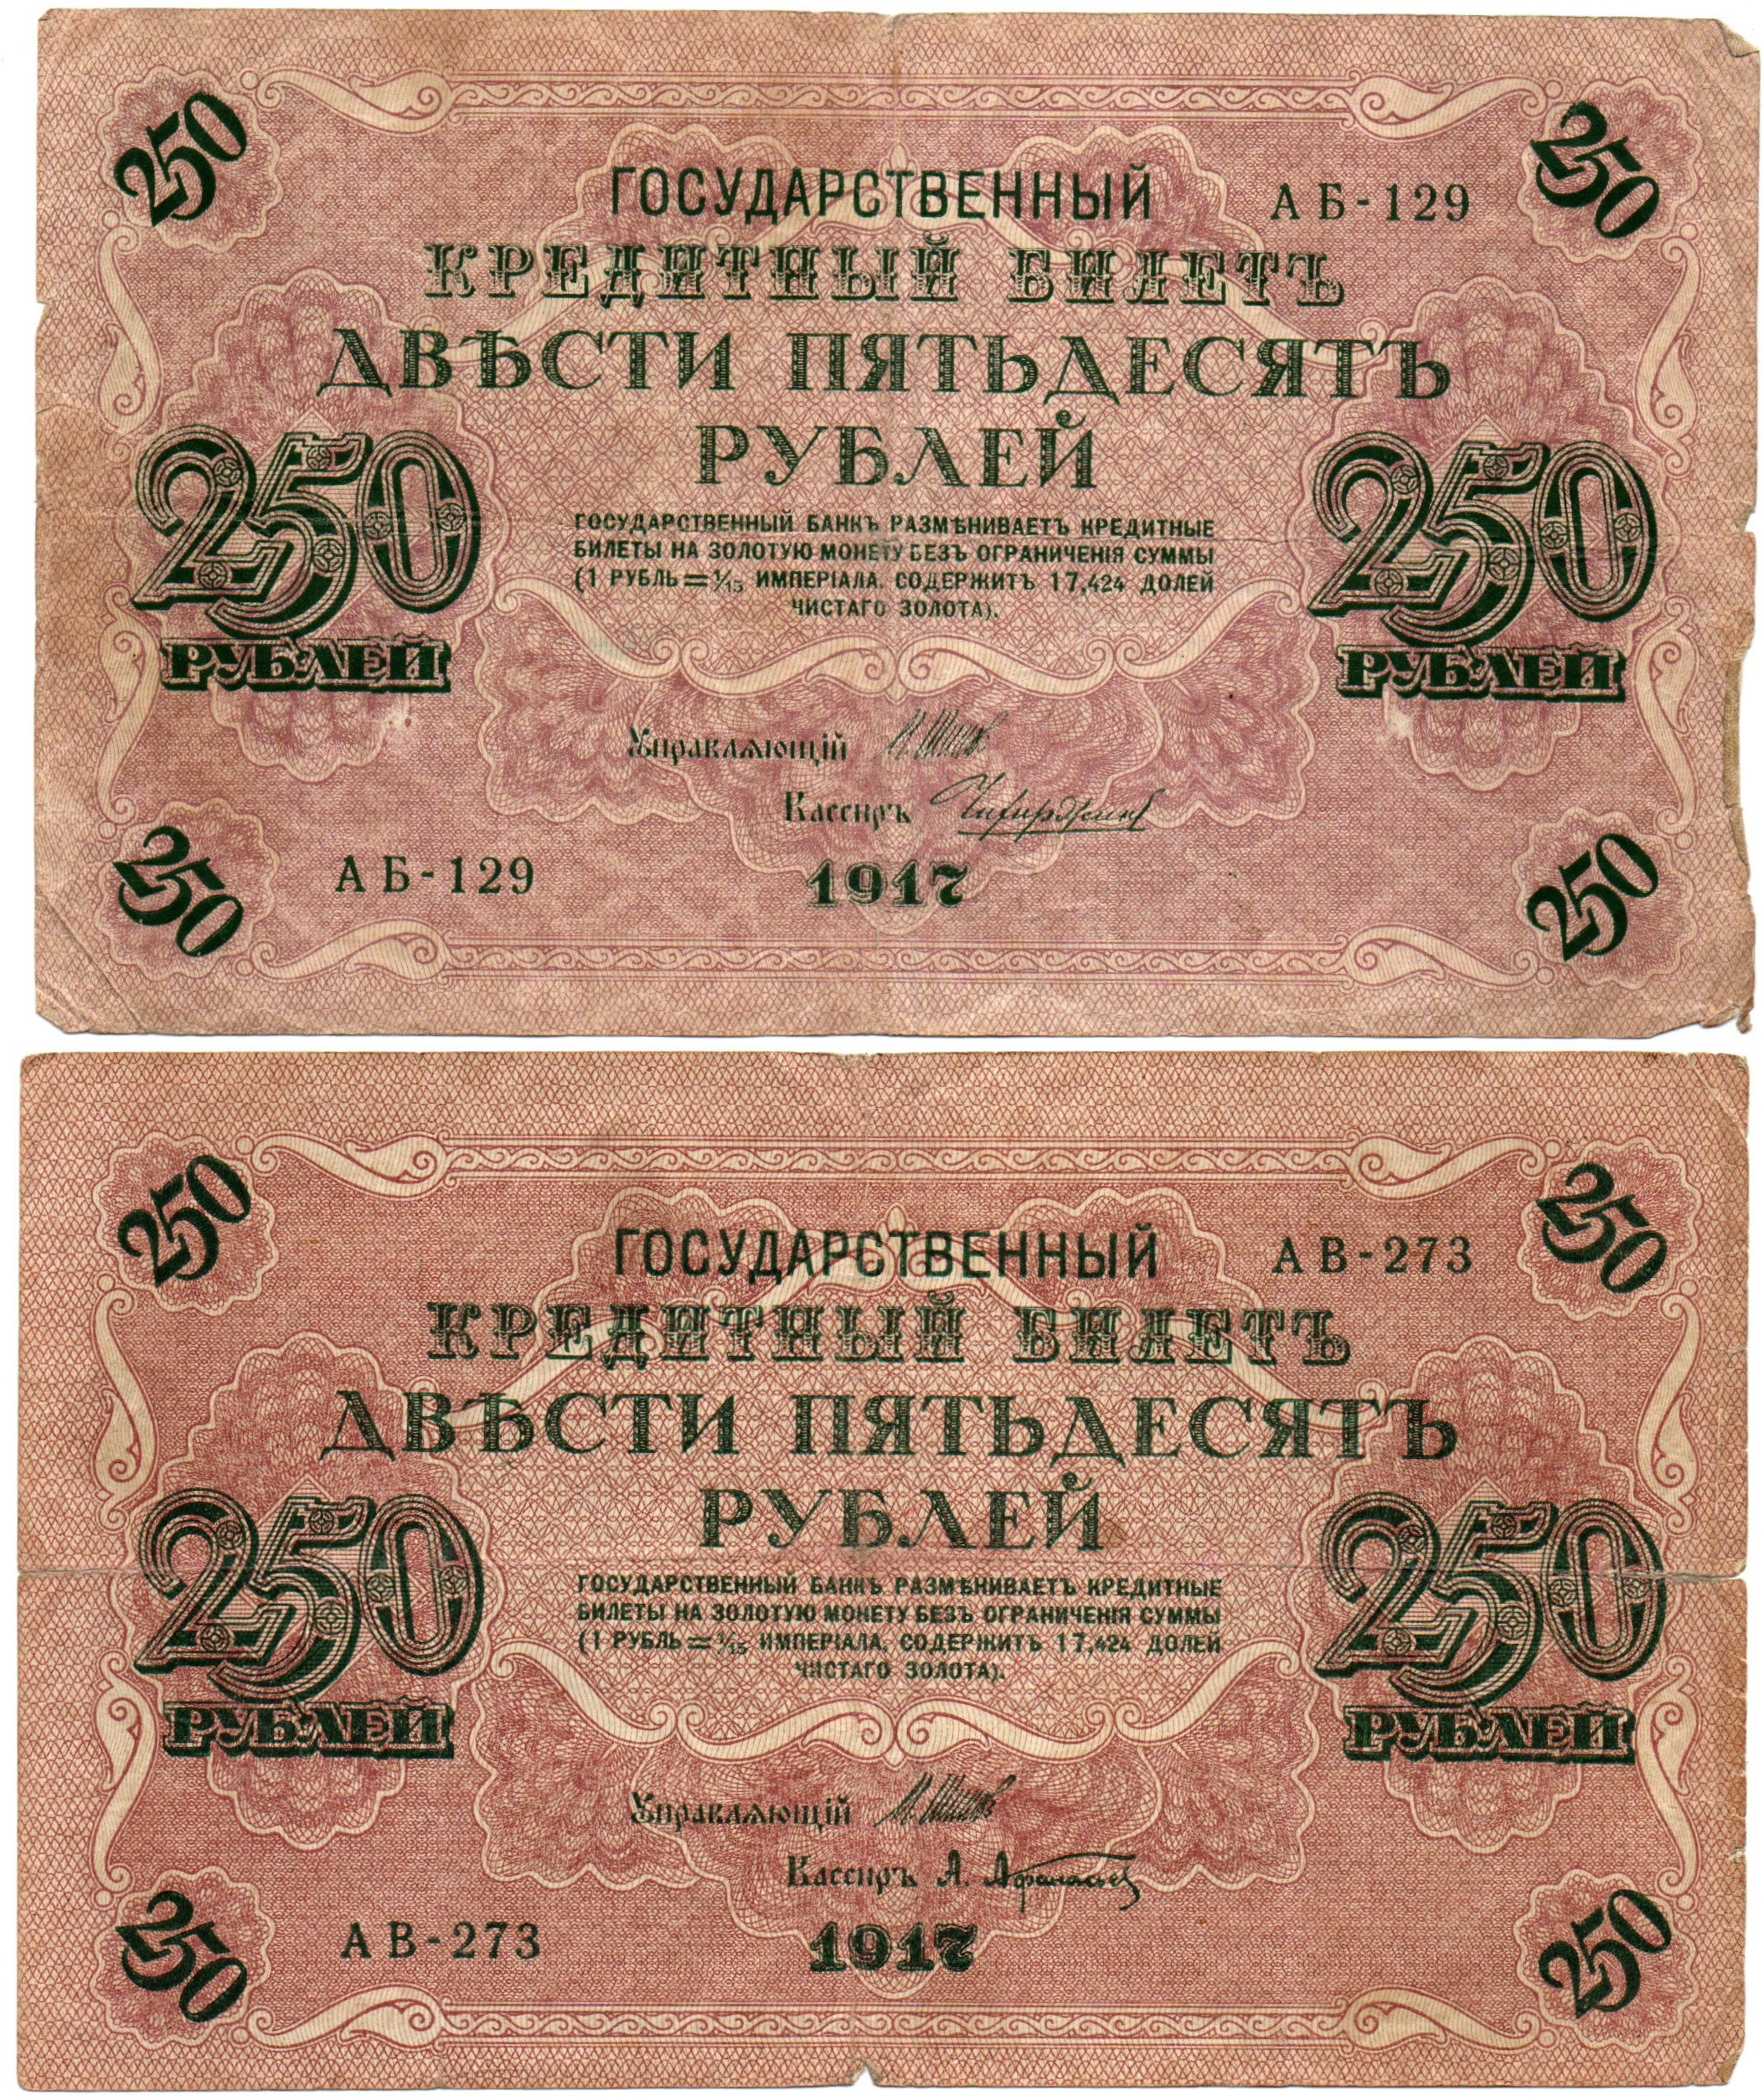 250 250
ГОСУДАРСТВЕННЫЙ АБ-129
КРЕДИТНЫЙ БИЛЕТЪ
ДВѢСТИ ПЯТЬДЕСЯТЪ
РУБЛЕЙ
250 250
ГОСУДАРСТВЕННЫЙ БАНКЪ РАЗМѢНИВАЕТЪ КРЕДИТНЫЕ
БИЛЕТЫ НА ЗОЛОТУЮ МОНЕТУ БЕЗЪ ОГРАНИЧЕНІЯ СУММЫ
(1 РУБЛЬ = 1/15 ИМПЕРІАЛА, СОДЕРЖИТЪ 17,424 ДОЛЕЙ
ЧИСТАГО ЗОЛОТА).
РУБЛЕЙ РУБЛЕЙ
Управляющій
Кассиръ
АБ-129 1917
250 250
250 250
ГОСУДАРСТВЕННЫЙ АВ-273
КРЕДИТНЫЙ БИЛЕТЪ
ДВѢСТИ ПЯТЬДЕСЯТЪ
РУБЛЕЙ
250 250
ГОСУДАРСТВЕННЫЙ БАНКЪ РАЗМѢНИВАЕТЪ КРЕДИТНЫЕ
БИЛЕТЫ НА ЗОЛОТУЮ МОНЕТУ БЕЗЪ ОГРАНИЧЕНІЯ СУММЫ
(1 РУБЛЬ = 1/15 ИМПЕРІАЛА, СОДЕРЖИТЪ 17,424 ДОЛЕЙ
ЧИСТАГО ЗОЛОТА).
РУБЛЕЙ РУБЛЕЙ
Управляющій
Кассиръ А.
АВ-273 1917
250 250